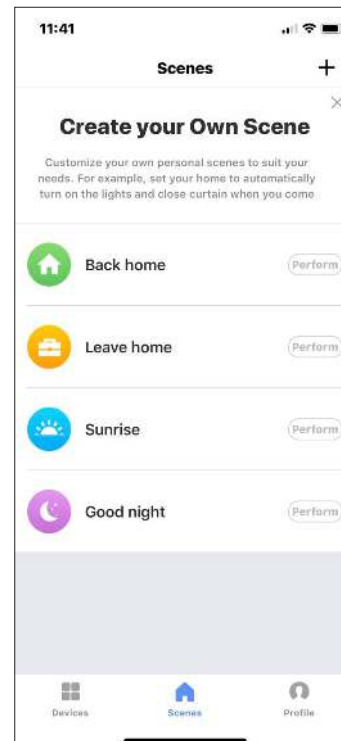 11:41
Scenes
Create your Own Scene
Customize your own personal scenes to suit your
needs. For example, set your home to automatically
turn on the lights and close curtain when you come
Back home
Perform
Leave home
Perform
Sunrise
Perform
Good night
Perform
Devices
Scenes
Profile